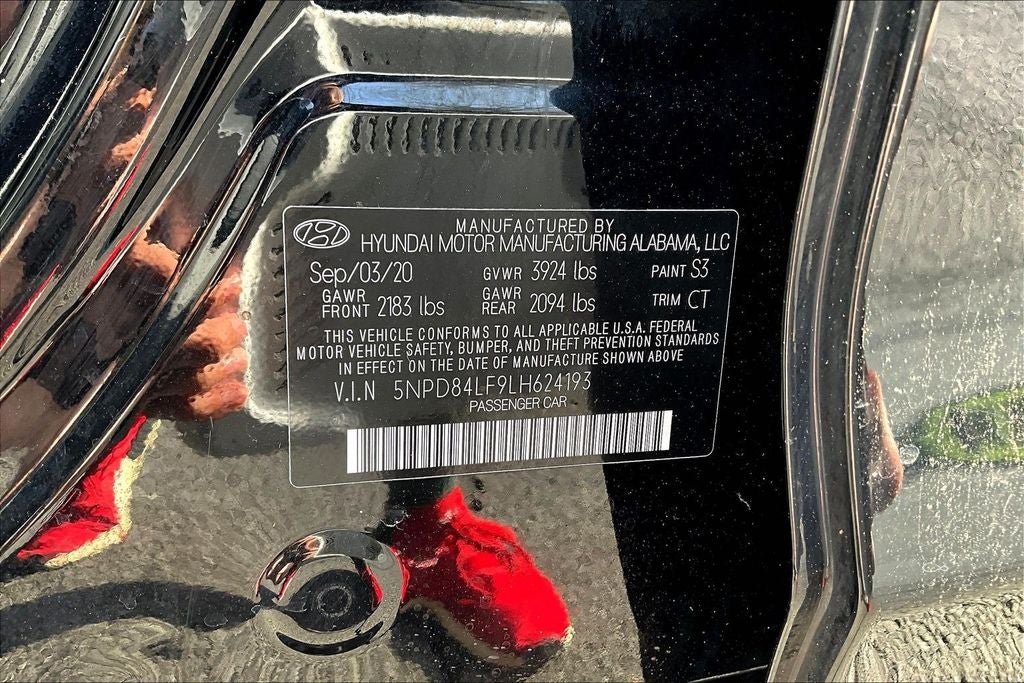 MANUFACTURED BY
HYUNDAI MOTOR MANUFACTURING ALABAMA, LLC
Sep/03/20 GVWR 3924 lbs PAINT S3
GAWR FRONT 2183 lbs GAWR REAR 2094 lbs TRIM CT
THIS VEHICLE CONFORMS TO ALL APPLICABLE U.S.A. FEDERAL
MOTOR VEHICLE SAFETY, BUMPER, AND THEFT PREVENTION STANDARDS
IN EFFECT ON THE DATE OF MANUFACTURE SHOWN ABOVE
V.I.N 5NPD84LF9LH624193
PASSENGER CAR